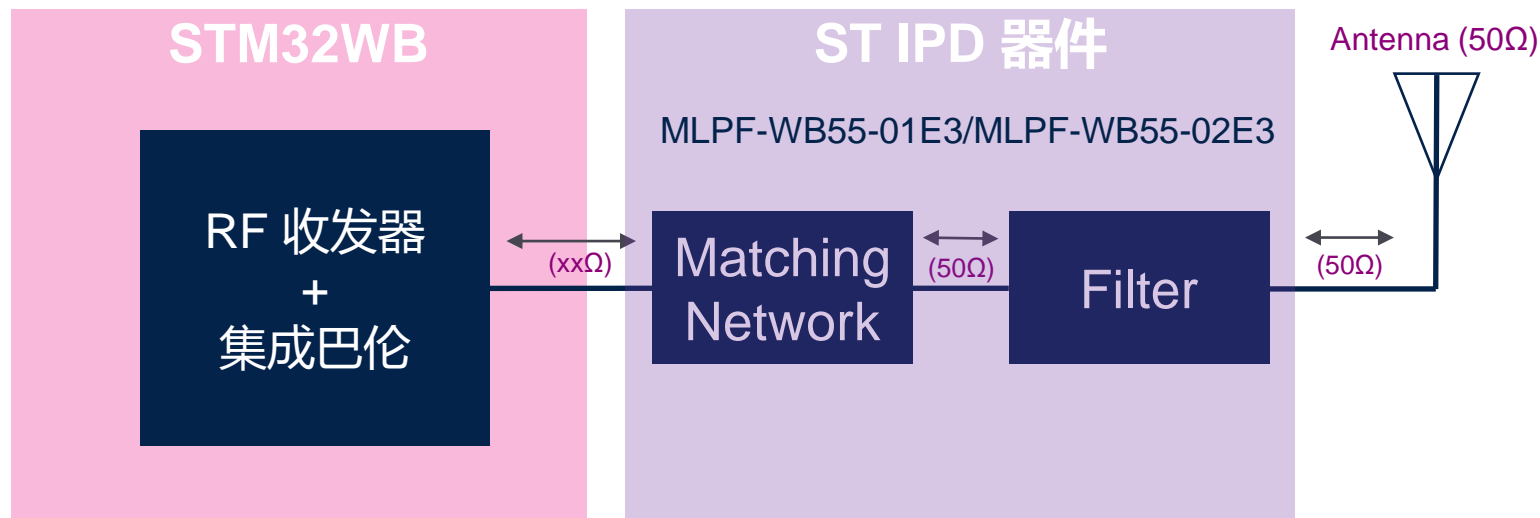 STM32WB
ST IPD 器件
Antenna (50Ω)
MLPF-WB55-01E3/MLPF-WB55-02E3
RF 收发器
+
集成巴伦
(xxΩ)
Matching
Network
(50Ω)
Filter
(50Ω)